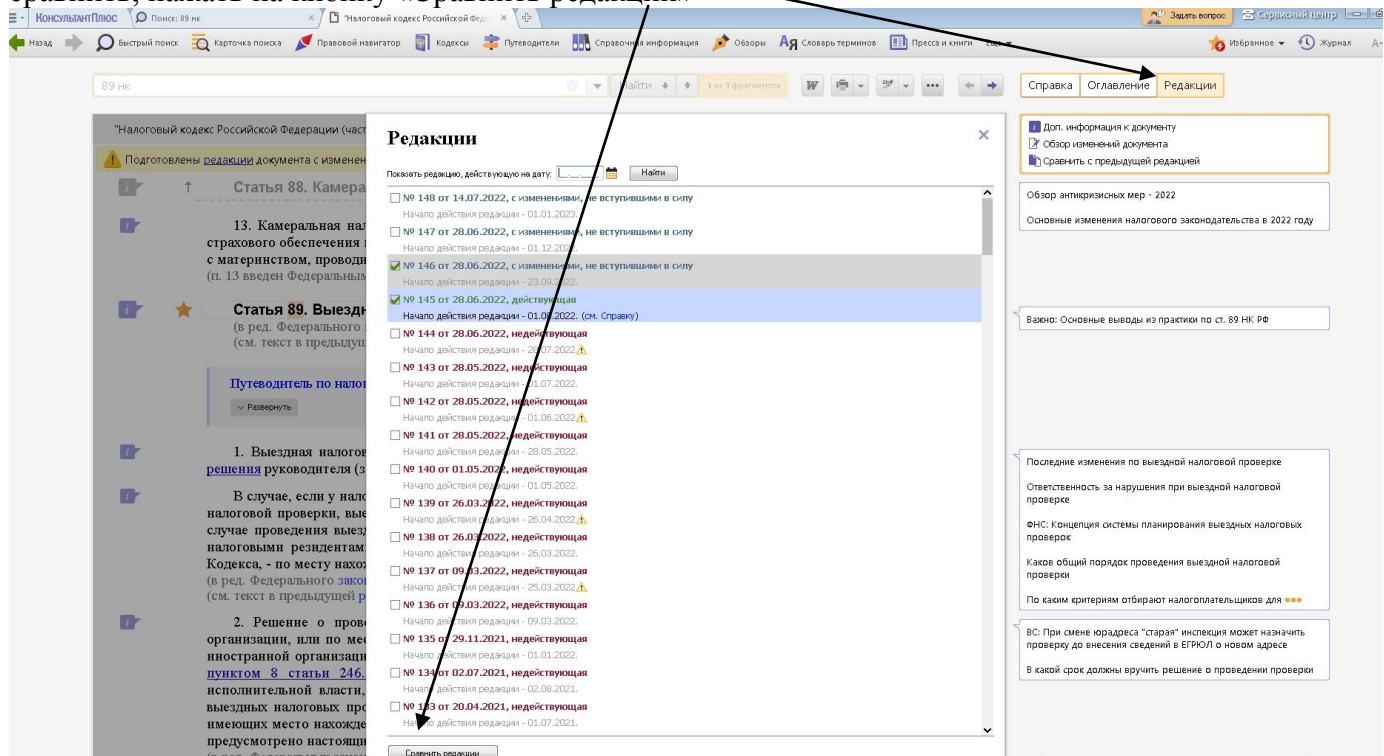 сравнить, нажать на кнопку «Сравнить редакции»
КонсультантПлюс
Поиск: 89 нк
"Налоговый кодекс Российской Феде
Задать вопрос
Сервисный центр
Назад
Быстрый поиск
Карточка поиска
Правовой навигатор
Кодексы
Путеводители
Справочная информация
Обзоры
Словарь терминов
Пресса и книги
Еще
Избранное
Журнал
А-
89 нк
Найти
1 из 9 фрагментов
Справка
Оглавление
Редакции
"Налоговый кодекс Российской Федерации (част
Подготовлены редакции документа с изменен
Статья 88. Камера
13. Камеральная нал
страхового обеспечения
с материнством, проводи
(п. 13 введен Федеральным
Статья 89. Выездн
(в ред. Федерального
(см. текст в предыдущ
Путеводитель по налог
Развернуть
1. Выездная налогов
решения руководителя (з
В случае, если у нало
налоговой проверки, вые
случае проведения выезд
налоговыми резидентам
Кодекса, - по месту нахож
(в ред. Федерального закон
(см. текст в предыдущей р
2. Решение о прове
организации, или по мес
иностранной организаци
пунктом 8 статьи 246.
исполнительной власти,
выездных налоговых про
имеющих место нахожде
предусмотрено настоящи
Редакции
Показать редакцию, действующую на дату:
Найти
№ 148 от 14.07.2022, с изменениями, не вступившими в силу
Начало действия редакции - 01.01.2023.
№ 147 от 28.06.2022, с изменениями, не вступившими в силу
Начало действия редакции - 01.12.2022.
№ 146 от 28.06.2022, с изменениями, не вступившими в силу
Начало действия редакции - 23.09.2022.
№ 145 от 28.06.2022, действующая
Начало действия редакции - 01.08.2022. (см. Справку)
№ 144 от 28.06.2022, недействующая
Начало действия редакции - 28.07.2022
№ 143 от 28.05.2022, недействующая
Начало действия редакции - 01.07.2022.
№ 142 от 28.05.2022, недействующая
Начало действия редакции - 01.06.2022
№ 141 от 28.05.2022, недействующая
Начало действия редакции - 28.05.2022.
№ 140 от 01.05.2022, недействующая
Начало действия редакции - 01.05.2022.
№ 139 от 26.03.2022, недействующая
Начало действия редакции - 26.04.2022
№ 138 от 26.03.2022, недействующая
Начало действия редакции - 26.03.2022.
№ 137 от 09.03.2022, недействующая
Начало действия редакции - 25.03.2022
№ 136 от 09.03.2022, недействующая
Начало действия редакции - 09.03.2022.
№ 135 от 29.11.2021, недействующая
Начало действия редакции - 01.01.2022.
№ 134 от 02.07.2021, недействующая
Начало действия редакции - 02.08.2021.
№ 133 от 20.04.2021, недействующая
Начало действия редакции - 01.07.2021.
Сравнить редакции
Доп. информация к документу
Обзор изменений документа
Сравнить с предыдущей редакцией
Обзор антикризисных мер - 2022
Основные изменения налогового законодательства в 2022 году
Важно: Основные выводы из практики по ст. 89 НК РФ
Последние изменения по выездной налоговой проверке
Ответственность за нарушения при выездной налоговой
проверке
ФНС: Концепция системы планирования выездных налоговых
проверок
Каков общий порядок проведения выездной налоговой
проверки
По каким критериям отбирают налогоплательщиков для
ВС: При смене юрадреса "старая" инспекция может назначить
проверку до внесения сведений в ЕГРЮЛ о новом адресе
В какой срок должны вручить решение о проведении проверки